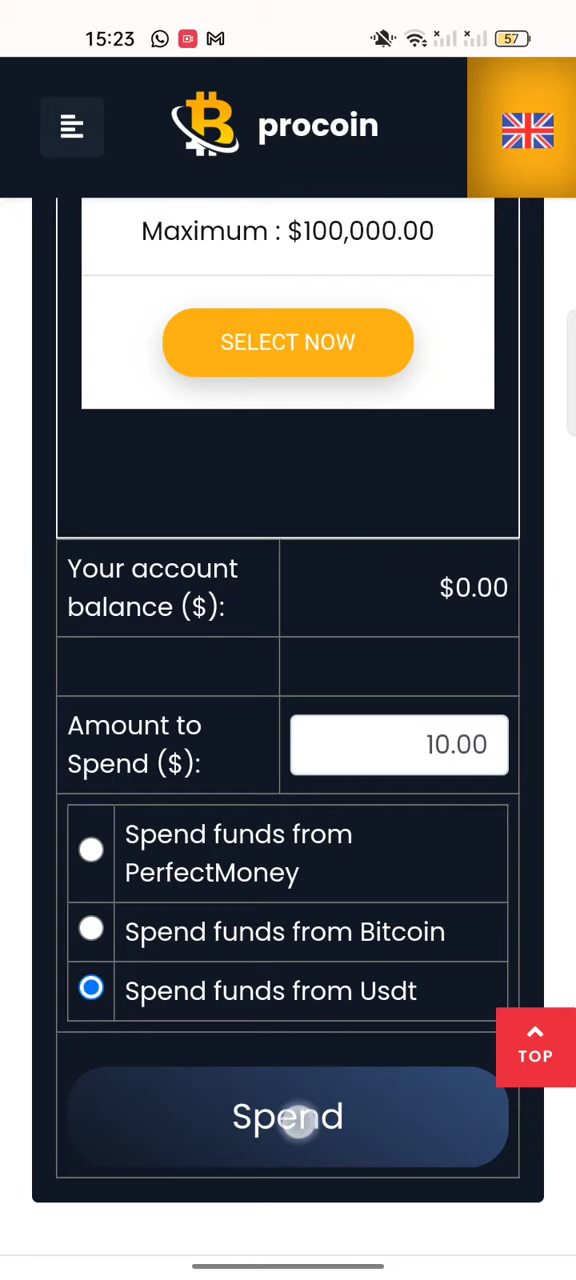 15:23
57
procoin
Maximum : $100,000.00
SELECT NOW
Your account
balance ($):
$0.00
Amount to
Spend ($):
10.00
Spend funds from
PerfectMoney
Spend funds from Bitcoin
Spend funds from Usdt
TOP
Spend